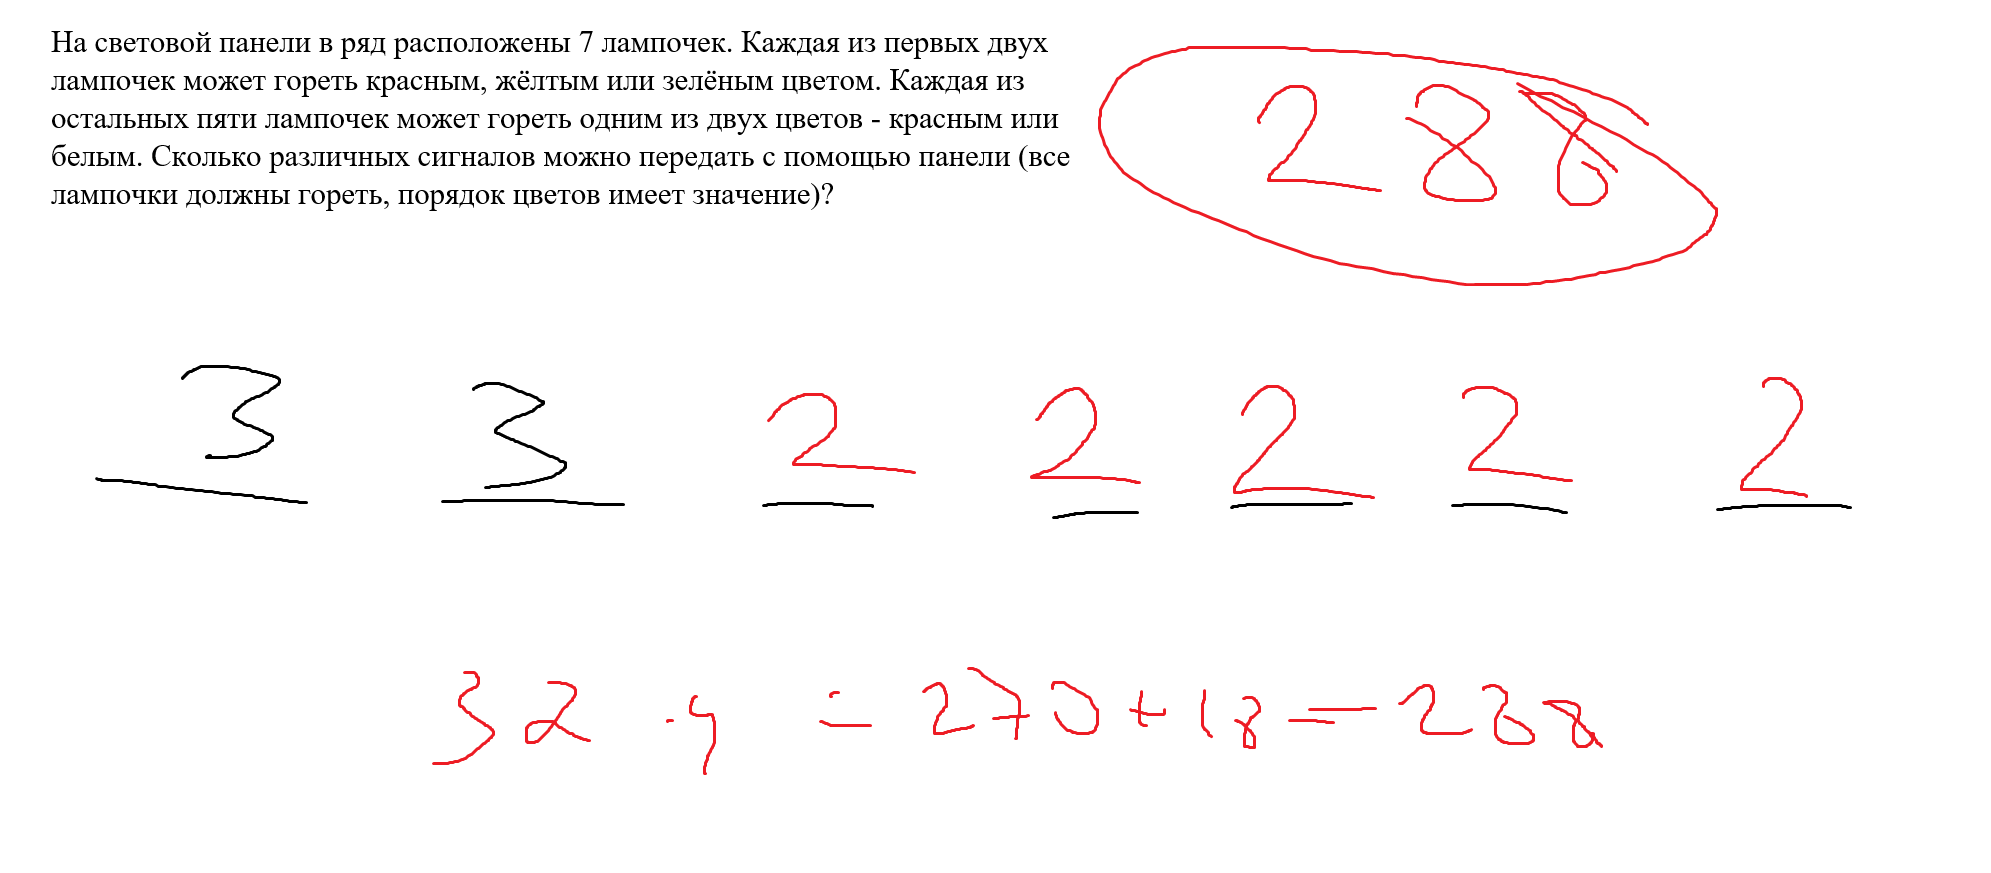 На световой панели в ряд расположены 7 лампочек. Каждая из первых двух
лампочек может гореть красным, жёлтым или зелёным цветом. Каждая из
остальных пяти лампочек может гореть одним из двух цветов - красным или
белым. Сколько различных сигналов можно передать с помощью панели (все
лампочки должны гореть, порядок цветов имеет значение)?
288
3 3 2 2 2 2 2
32 · 9 = 270 + 18 = 288